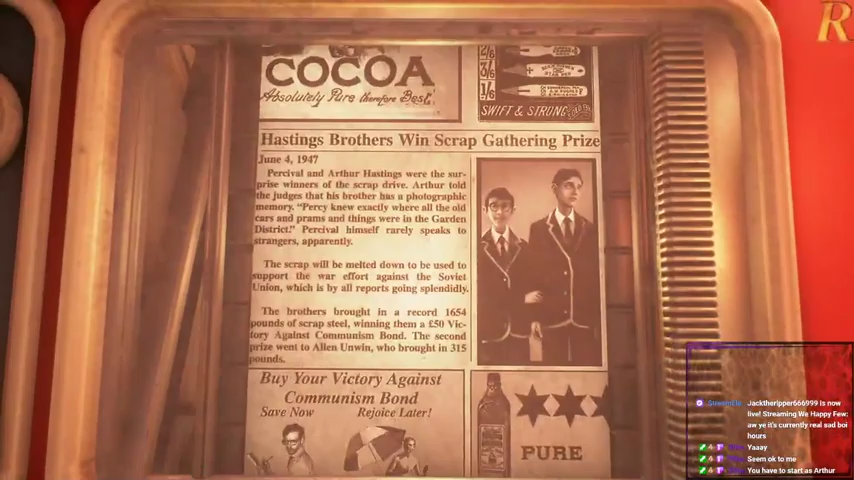 R
COCOA
Absolutely Pure therefore Best.
3/6
1/6
SWIFT & STRONG
Hastings Brothers Win Scrap Gathering Prize
June 4, 1947
Percival and Arthur Hastings were the sur-
prise winners of the scrap drive. Arthur told
the judges that his brother has a photographic
memory. "Percy knew exactly where all the old
cars and prams and things were in the Garden
District." Percival himself rarely speaks to
strangers, apparently.
The scrap will be melted down to be used to
support the war effort against the Soviet
Union, which is by all reports going splendidly.
The brothers brought in a record 1654
pounds of scrap steel, winning them a £50 Vic-
tory Against Communism Bond. The second
prize went to Allen Unwin, who brought in 315
pounds.
Buy Your Victory Against
Communism Bond
Save Now Rejoice Later!
PURE
Jacktheripper666999 is now
live! Streaming We Happy Few:
aw ye it's currently real sad boi
hours
Yaaay
Seem ok to me
You have to start as Arthur